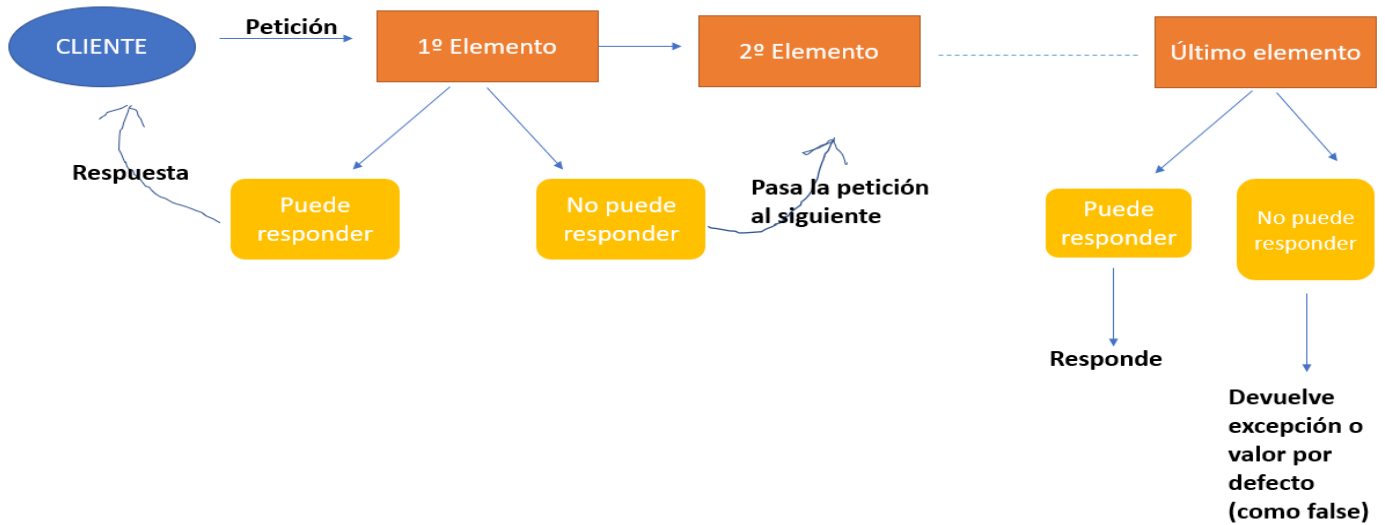 CLIENTE
Petición
1º Elemento
2º Elemento
Último elemento
Respuesta
Puede
responder
No puede
responder
Pasa la petición
al siguiente
Puede
responder
No puede
responder
Responde
Devuelve
excepción o
valor por
defecto
(como false)